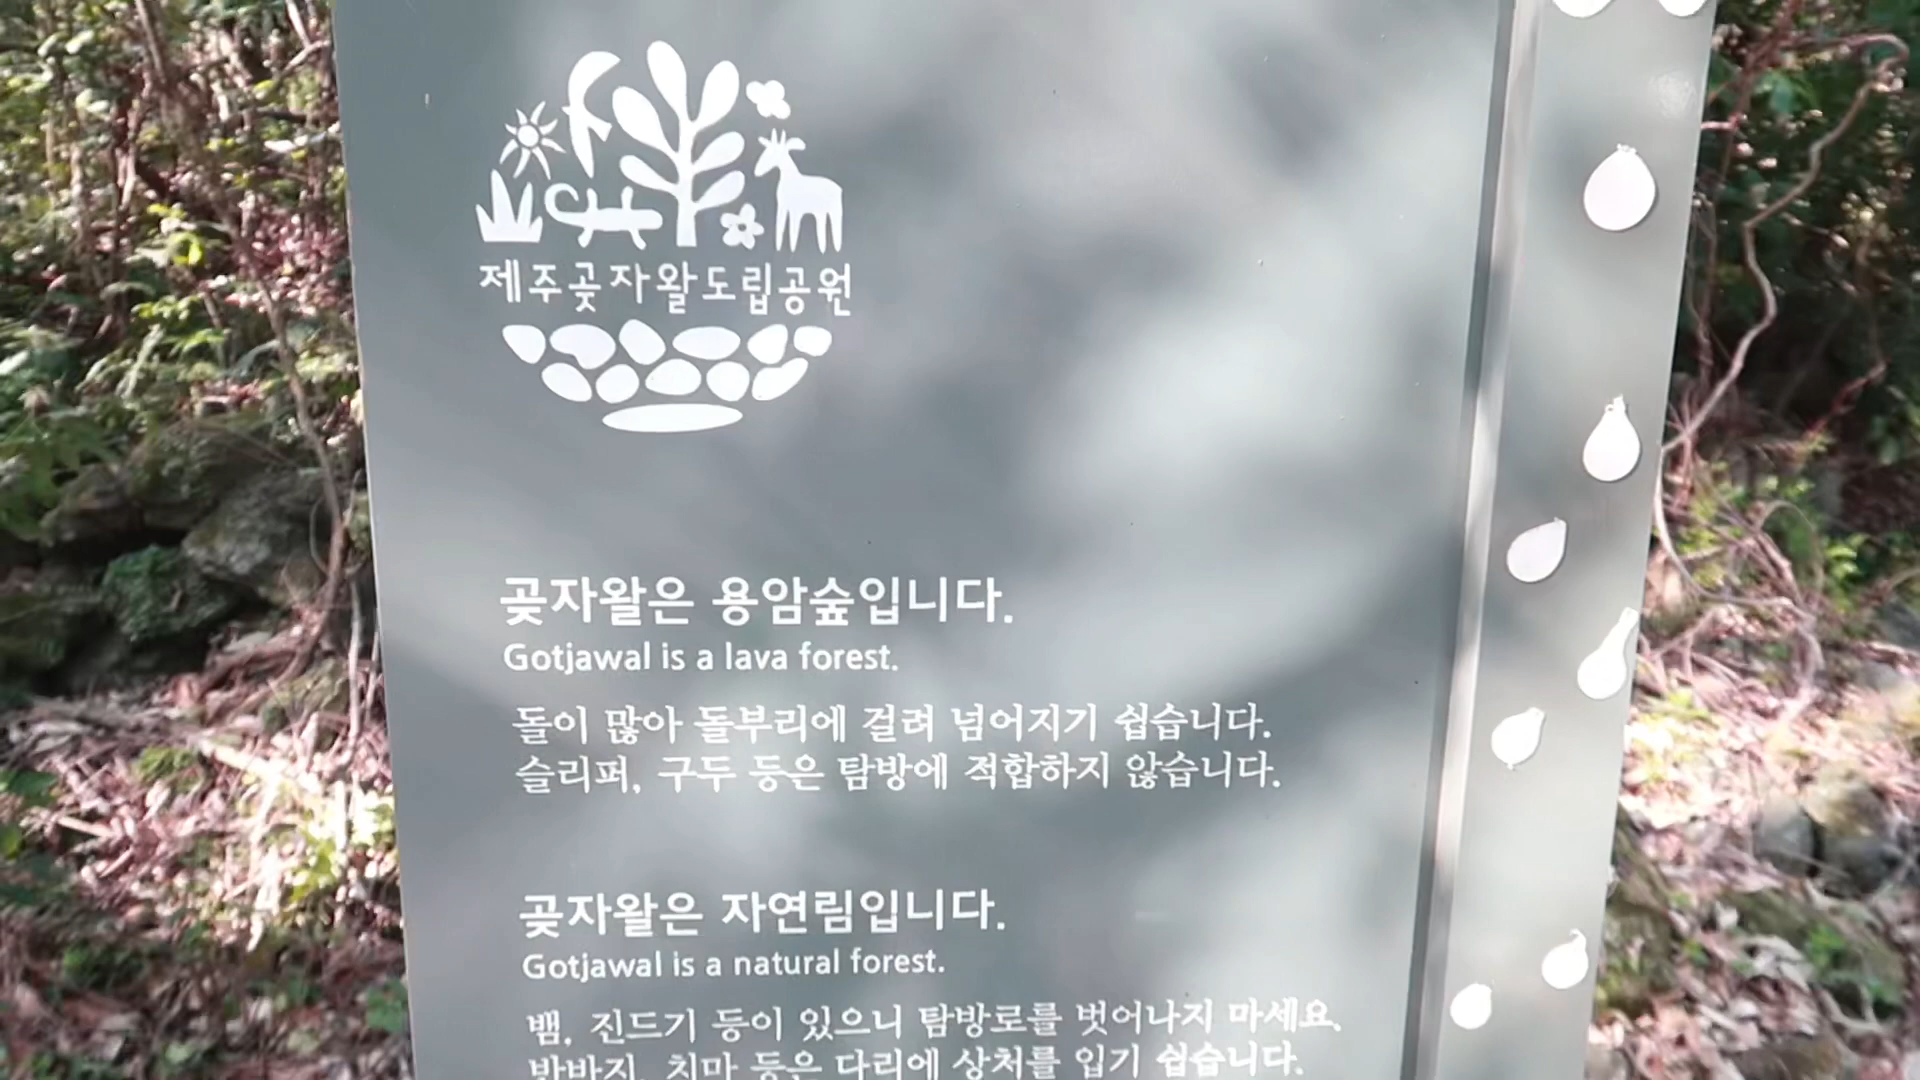 제주곶자왈도립공원
곶자왈은 용암숲입니다.
Gotjawal is a lava forest.
돌이 많아 돌부리에 걸려 넘어지기 쉽습니다.
슬리퍼, 구두 등은 탐방에 적합하지 않습니다.
곶자왈은 자연림입니다.
Gotjawal is a natural forest.
뱀, 진드기 등이 있으니 탐방로를 벗어나지 마세요.
반바지, 치마 등은 다리에 상처를 입기 쉽습니다.